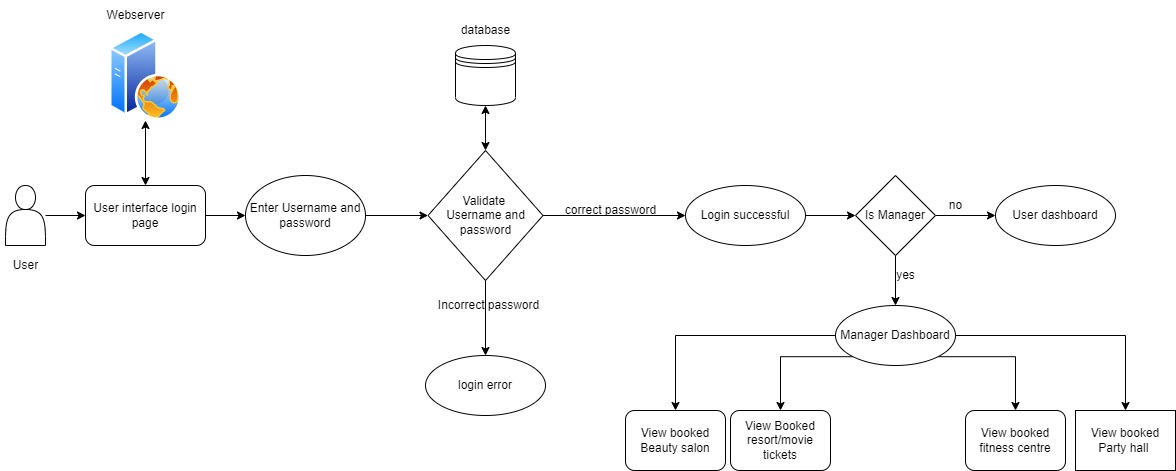 Webserver
database
User interface login
page
Enter Username and
password
Validate
Username and
password
correct password
Login successful
Is Manager
no
User dashboard
User
yes
Incorrect password
Manager Dashboard
login error
View booked
Beauty salon
View Booked
resort/movie
tickets
View booked
fitness centre
View booked
Party hall